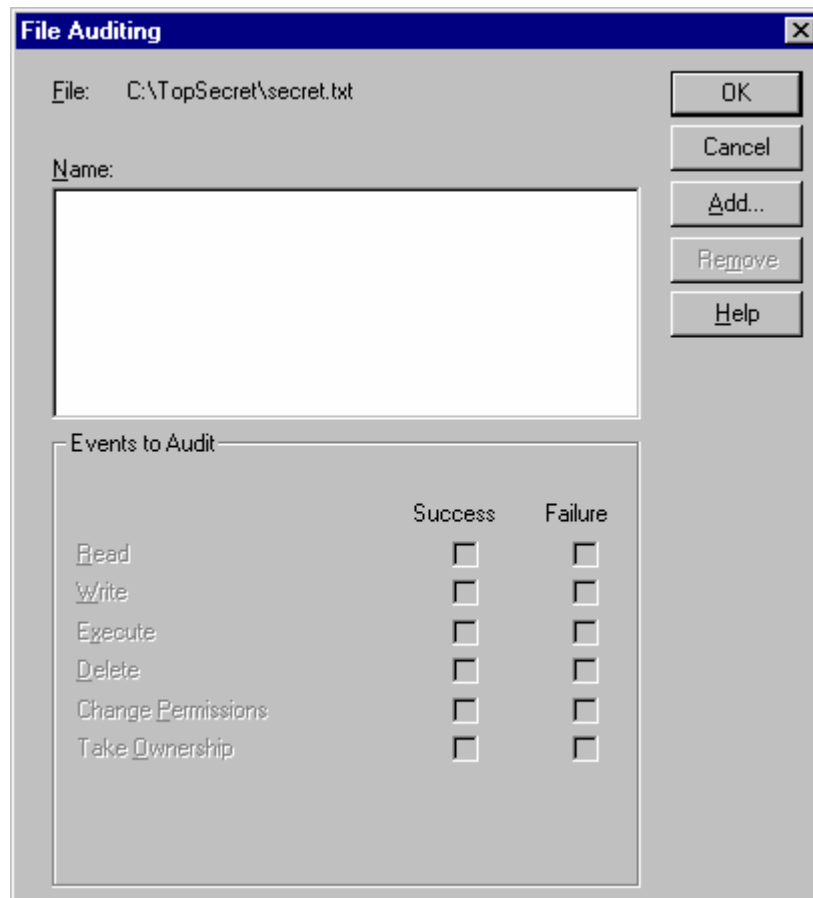 File Auditing
File: C:\TopSecret\secret.txt
OK
Cancel
Name:
Add...
Remove
Help
Events to Audit
Success Failure
Read
Write
Execute
Delete
Change Permissions
Take Ownership